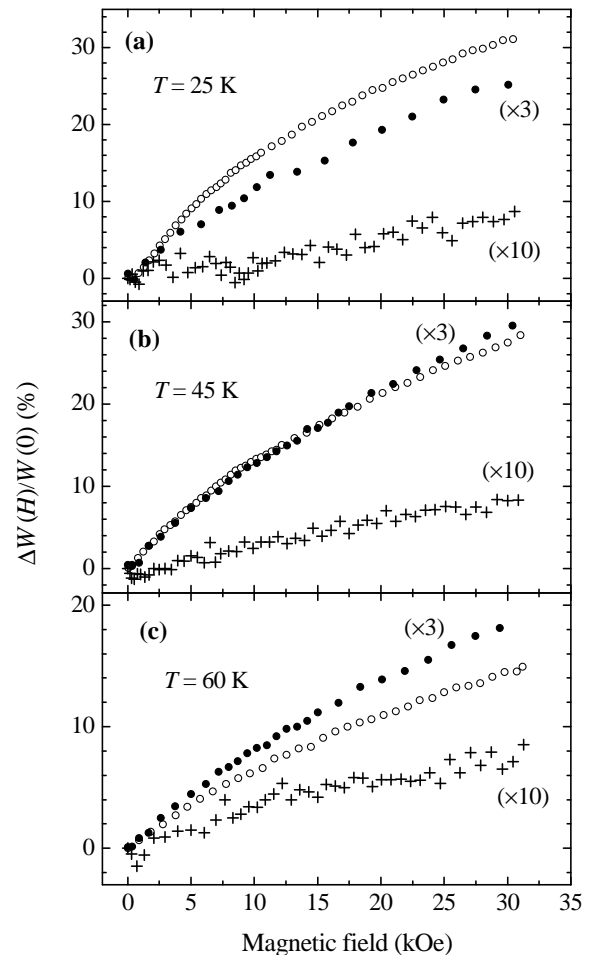 (a)
T = 25 K
(×3)
(×10)
30
20
10
0
(b)
T = 45 K
(×3)
(×10)
30
20
10
0
ΔW(H)/W(0) (%)
(c)
T = 60 K
(×3)
(×10)
20
10
0
0 5 10 15 20 25 30 35
Magnetic field (kOe)